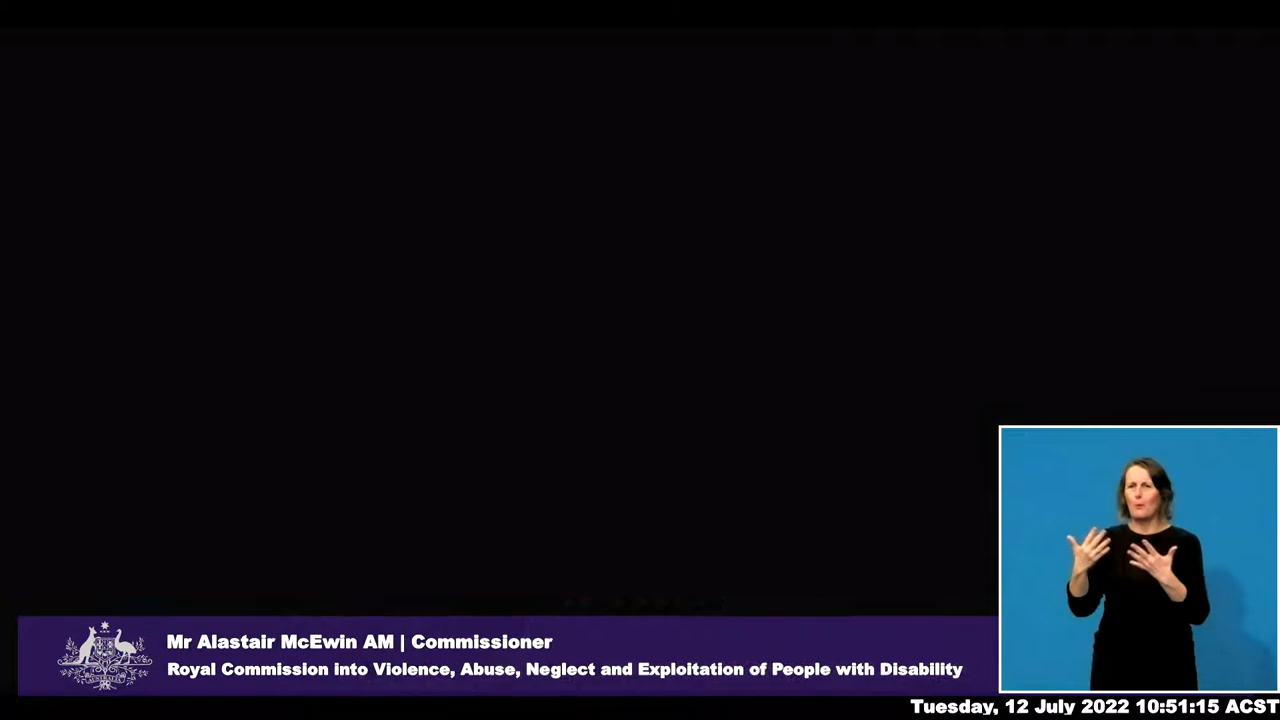 Mr Alastair McEwin AM | Commissioner
Royal Commission into Violence, Abuse, Neglect and Exploitation of People with Disability
Tuesday, 12 July 2022 10:51:15 ACST